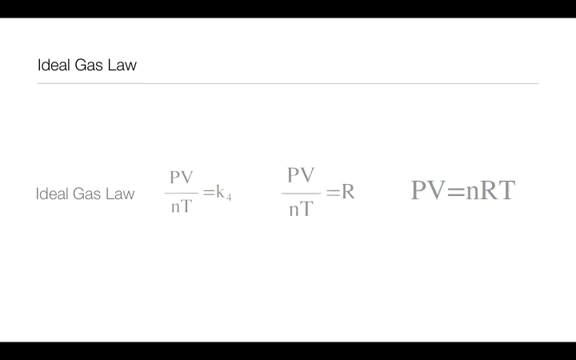 Ideal Gas Law
Ideal Gas Law PV/nT=k₄ PV/nT=R PV=nRT